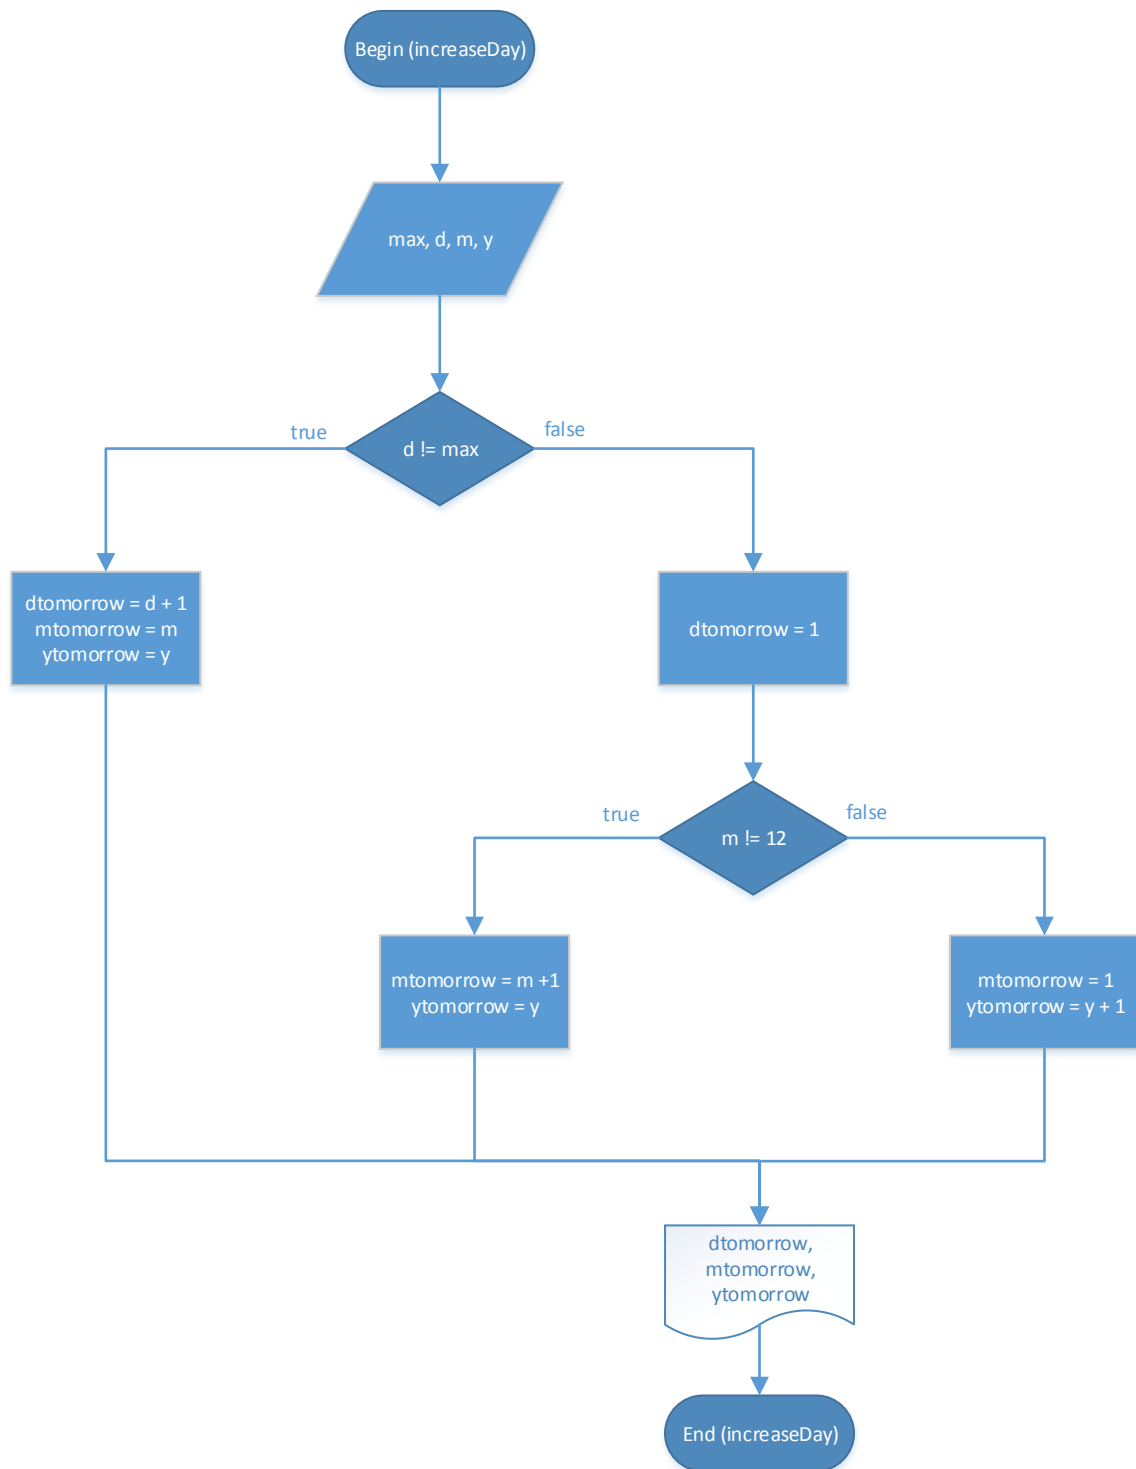 Begin (increaseDay)
max, d, m, y
true
false
d != max
dtomorrow = d + 1
mtomorrow = m
ytomorrow = y
dtomorrow = 1
true
false
m != 12
mtomorrow = m +1
ytomorrow = y
mtomorrow = 1
ytomorrow = y + 1
dtomorrow,
mtomorrow,
ytomorrow
End (increaseDay)